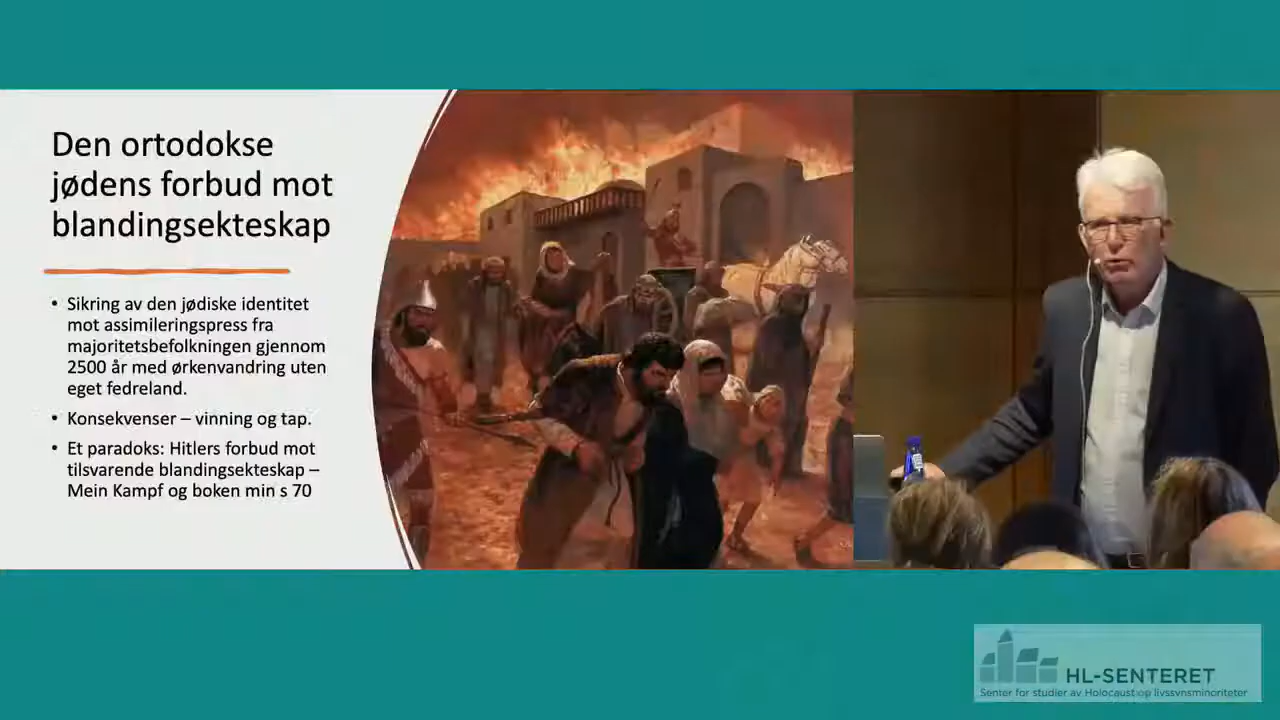 Den ortodokse
jødens forbud mot
blandingsekteskap
• Sikring av den jødiske identitet
mot assimileringspress fra
majoritetsbefolkningen gjennom
2500 år med ørkenvandring uten
eget fedreland.
• Konsekvenser – vinning og tap.
• Et paradoks: Hitlers forbud mot
tilsvarende blandingsekteskap –
Mein Kampf og boken min s 70
HL-SENTERET
Senter for studier av Holocaust og livssynsminoriteter